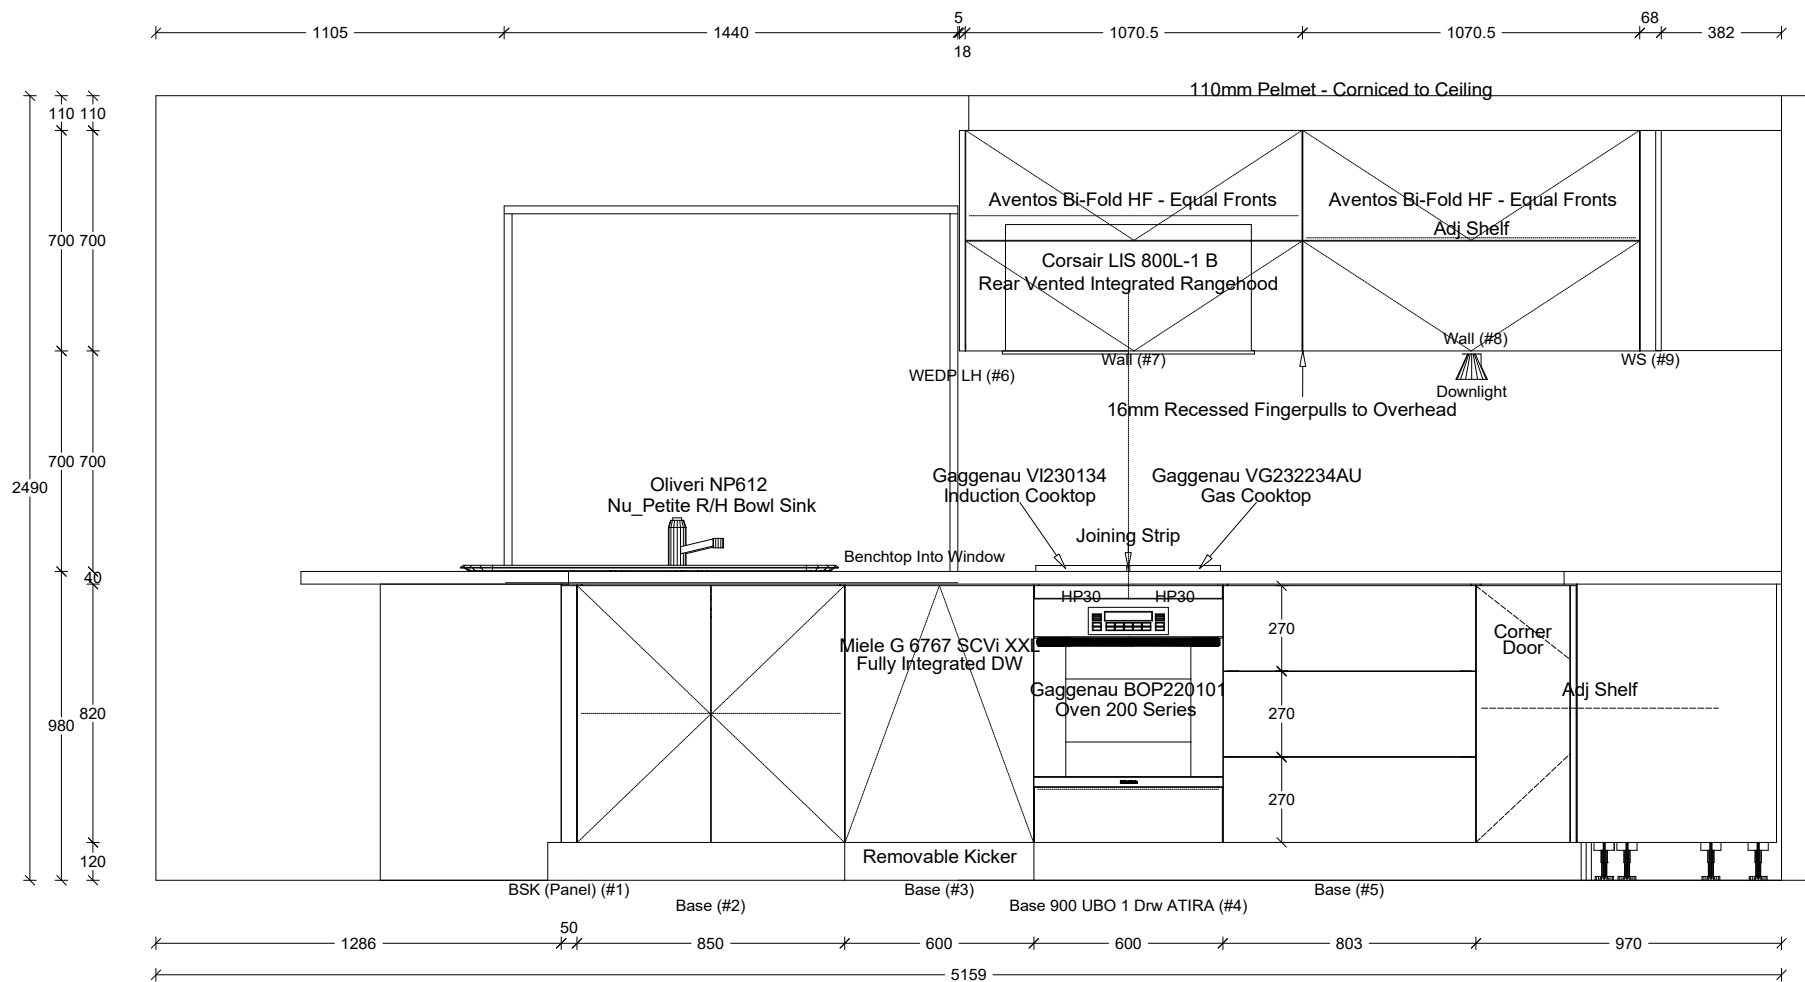 5
68
1105
1440
1070.5
1070.5
382
18
110mm Pelmet - Corniced to Ceiling
110 110
Aventos Bi-Fold HF - Equal Fronts
Aventos Bi-Fold HF - Equal Fronts
Adj Shelf
700 700
Corsair LIS 800L-1 B
Rear Vented Integrated Rangehood
Wall (#8)
Wall (#7)
WS (#9)
WEDP LH (#6)
Downlight
16mm Recessed Fingerpulls to Overhead
700 700
2490
Oliveri NP612
Nu_Petite R/H Bowl Sink
Gaggenau VI230134
Induction Cooktop
Gaggenau VG232234AU
Gas Cooktop
Joining Strip
Benchtop Into Window
40
HP30
HP30
270
Corner
Door
Miele G 6767 SCVi XXL
Fully Integrated DW
Gaggenau BOP220101
Oven 200 Series
Adj Shelf
980
820
270
270
120
Removable Kicker
BSK (Panel) (#1)
Base (#3)
Base (#5)
Base (#2)
Base 900 UBO 1 Drw ATIRA (#4)
50
1286
850
600
600
803
970
5159